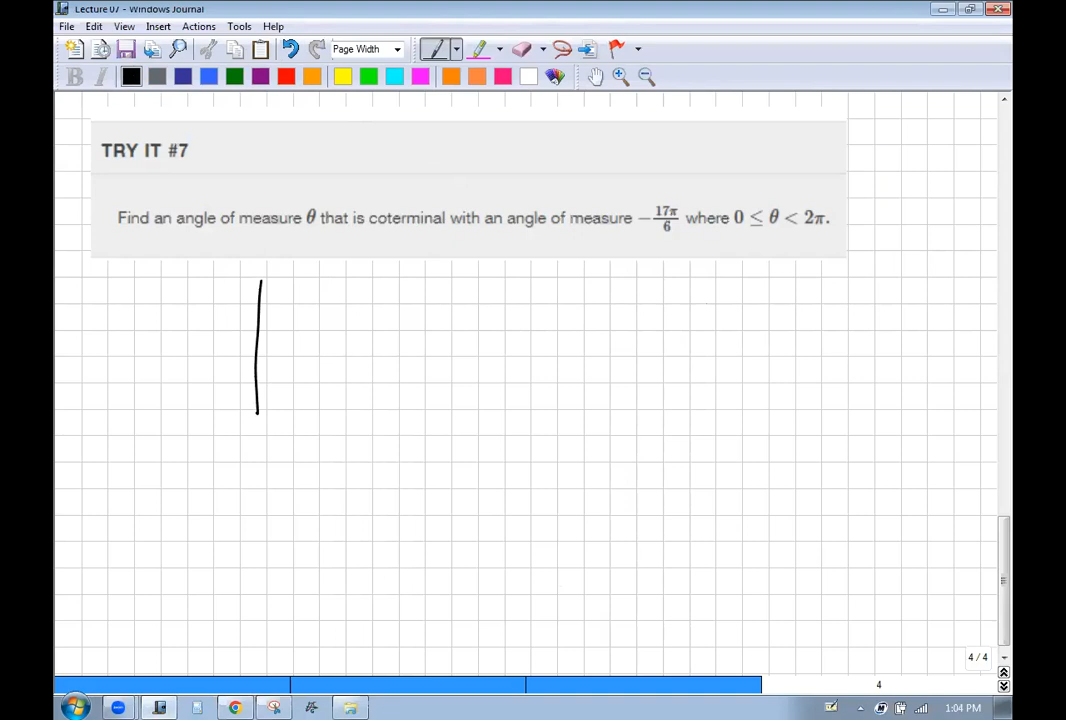 Lecture 07 - Windows Journal
File Edit View Insert Actions Tools Help
Page Width
B I
TRY IT #7
Find an angle of measure θ that is coterminal with an angle of measure −17π/6 where 0 ≤ θ < 2π.
4 / 4
4
1:04 PM